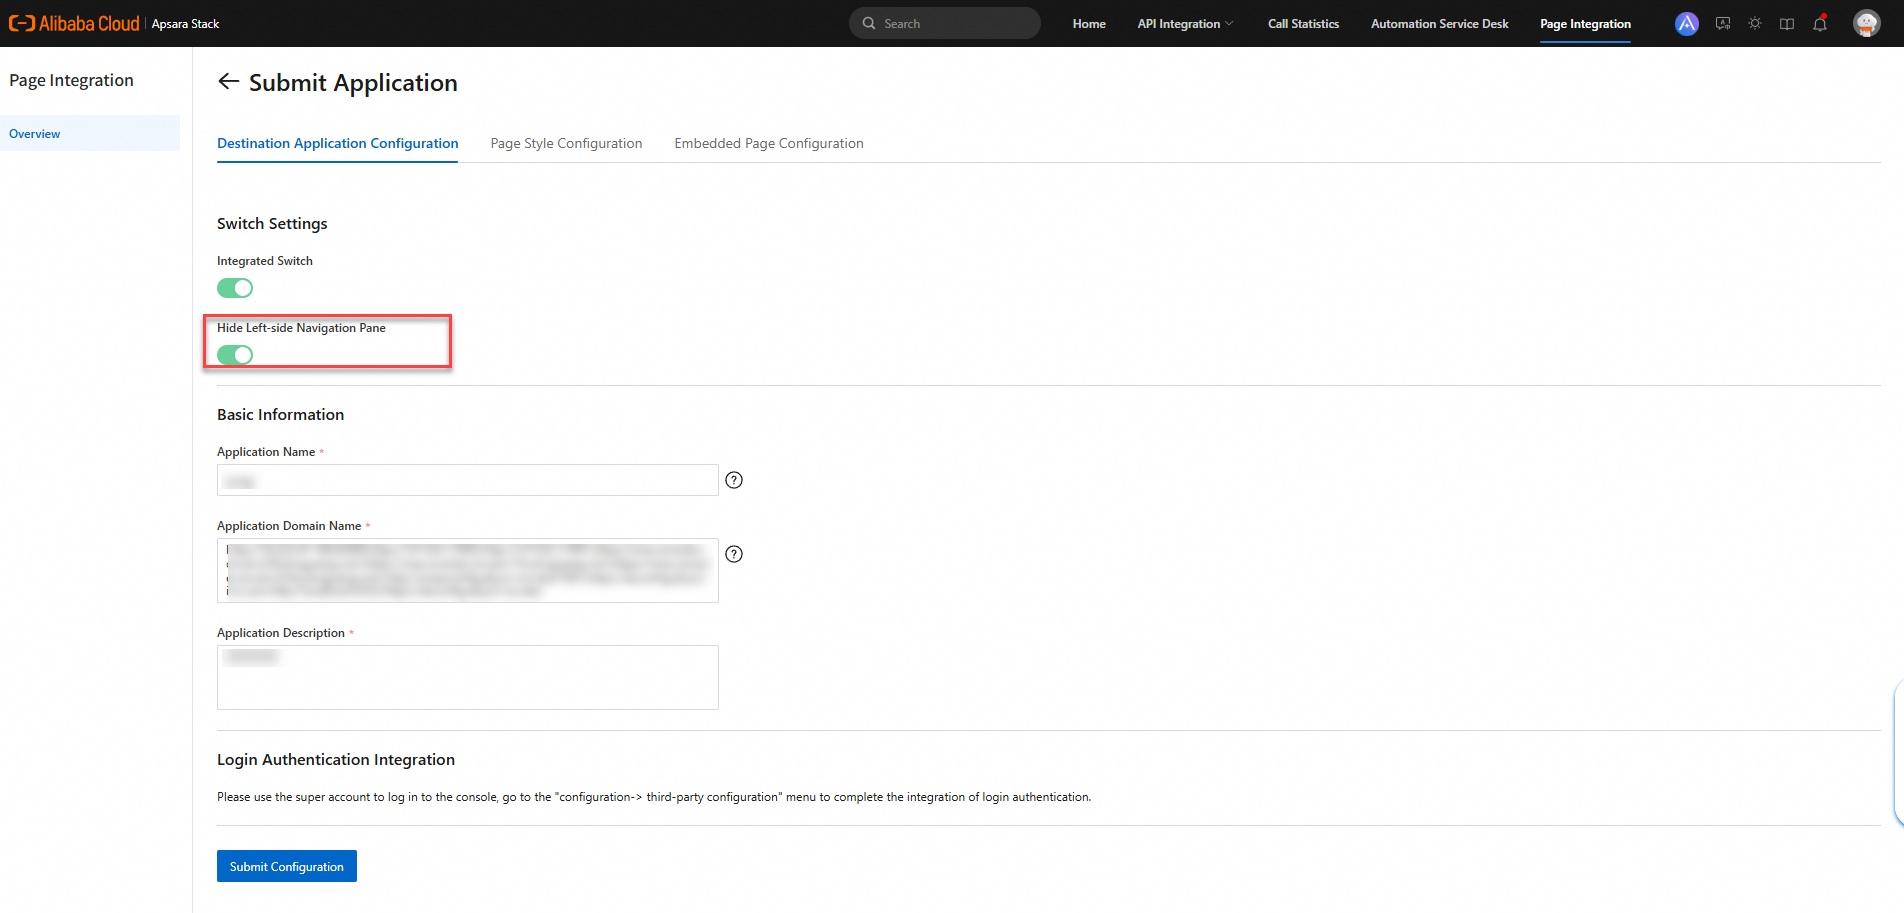 Alibaba Cloud | Apsara Stack
Search
Home
API Integration
Call Statistics
Automation Service Desk
Page Integration
Page Integration
Overview
Submit Application
Destination Application Configuration
Page Style Configuration
Embedded Page Configuration
Switch Settings
Integrated Switch
Hide Left-side Navigation Pane
Basic Information
Application Name *
Application Domain Name *
Application Description *
Login Authentication Integration
Please use the super account to log in to the console, go to the "configuration-> third-party configuration" menu to complete the integration of login authentication.
Submit Configuration